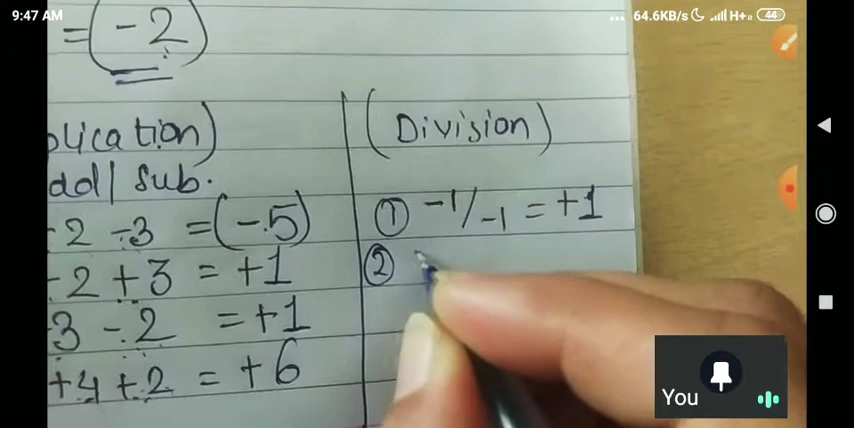 9:47 AM
... 64.6KB/s H+R 44
= -2
plication)
dd/ sub.
(Division)
-2 -3 = (-5)
① -1/-1 = +1
-2 + 3 = +1
②
3 - 2 = +1
+4 + 2 = +6
You